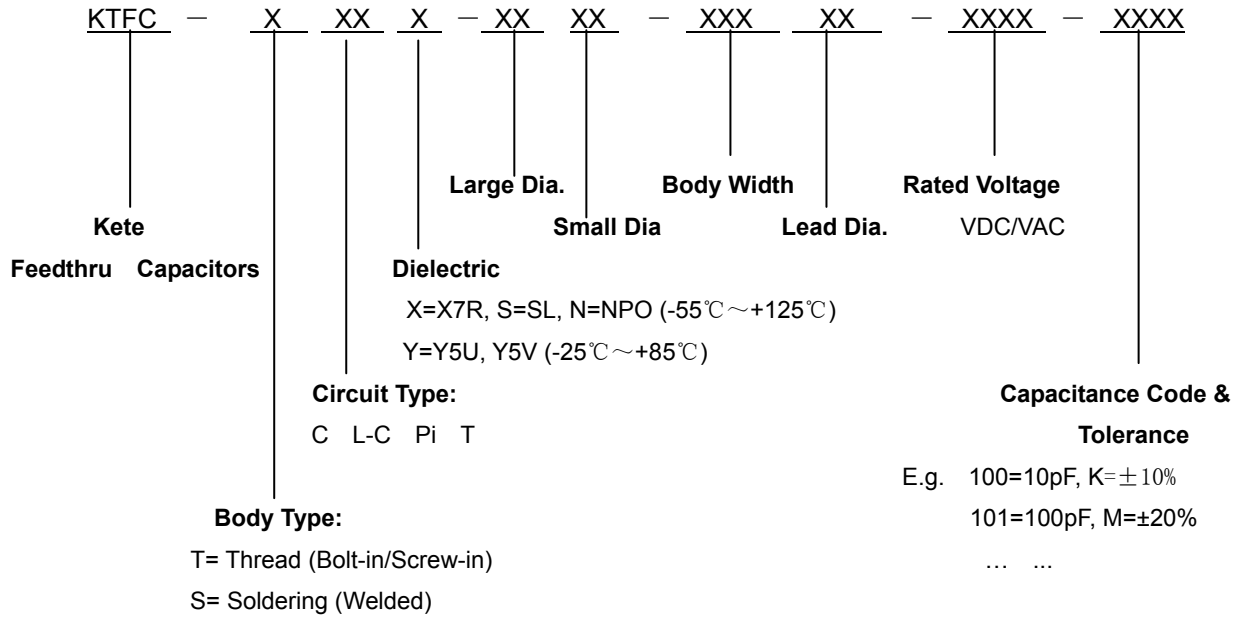 KTFC — X XX X – XX XX – XXX XX – XXXX – XXXX
Large Dia. Body Width Rated Voltage
Kete Small Dia Lead Dia. VDC/VAC
Feedthru Capacitors Dielectric
X=X7R, S=SL, N=NPO (-55℃～+125℃)
Y=Y5U, Y5V (-25℃～+85℃)
Circuit Type: Capacitance Code &
C L-C Pi T Tolerance
E.g. 100=10pF, K=±10%
Body Type: 101=100pF, M=±20%
T= Thread (Bolt-in/Screw-in) … ...
S= Soldering (Welded)